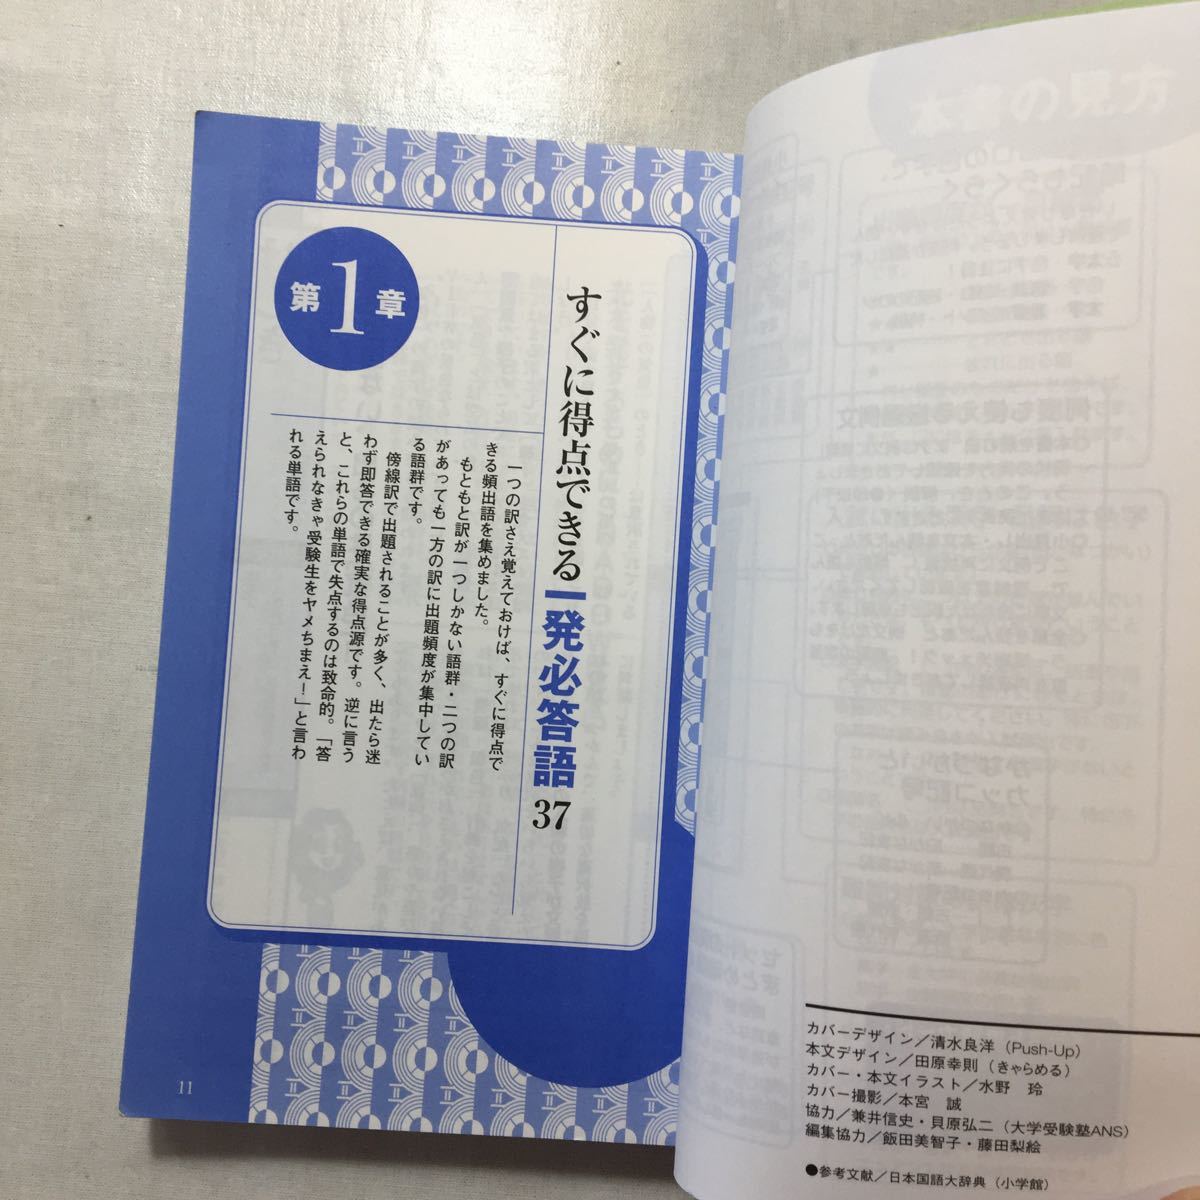 第1章
すぐに得点できる一発必答語37
一つの訳さえ覚えておけば、すぐに得点で
きる頻出語を集めました。
もともと訳が一つしかない語群・二つの訳
があっても一方の訳に出題頻度が集中してい
る語群です。
傍線訳で出題されることが多く、出たら迷
わず即答できる確実な得点源です。逆に言う
と、これらの単語で失点するのは致命的。「答
えられなきゃ受験生をヤメちまえ！」と言わ
れる単語です。
11
本書の見方
カバーデザイン／清水良洋（Push-Up）
本文デザイン／田原幸則（きゃらめる）
カバー・本文イラスト／水野　玲
カバー撮影／本宮　誠
協力／兼井信史・貝原弘二（大学受験塾ANS）
編集協力／飯田美智子・藤田梨絵
●参考文献／日本国語大辞典（小学館）